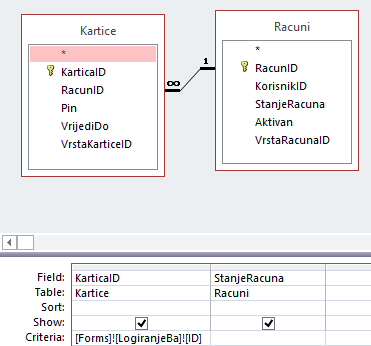 Kartice
*
KarticaID
RacunID
Pin
VrijediDo
VrstaKarticeID
∞
1
Racuni
*
RacunID
KorisnikID
StanjeRacuna
Aktivan
VrstaRacunaID
Field: KarticaID StanjeRacuna
Table: Kartice Racuni
Sort:
Show:
Criteria: [Forms]![LogiranjeBa]![ID]